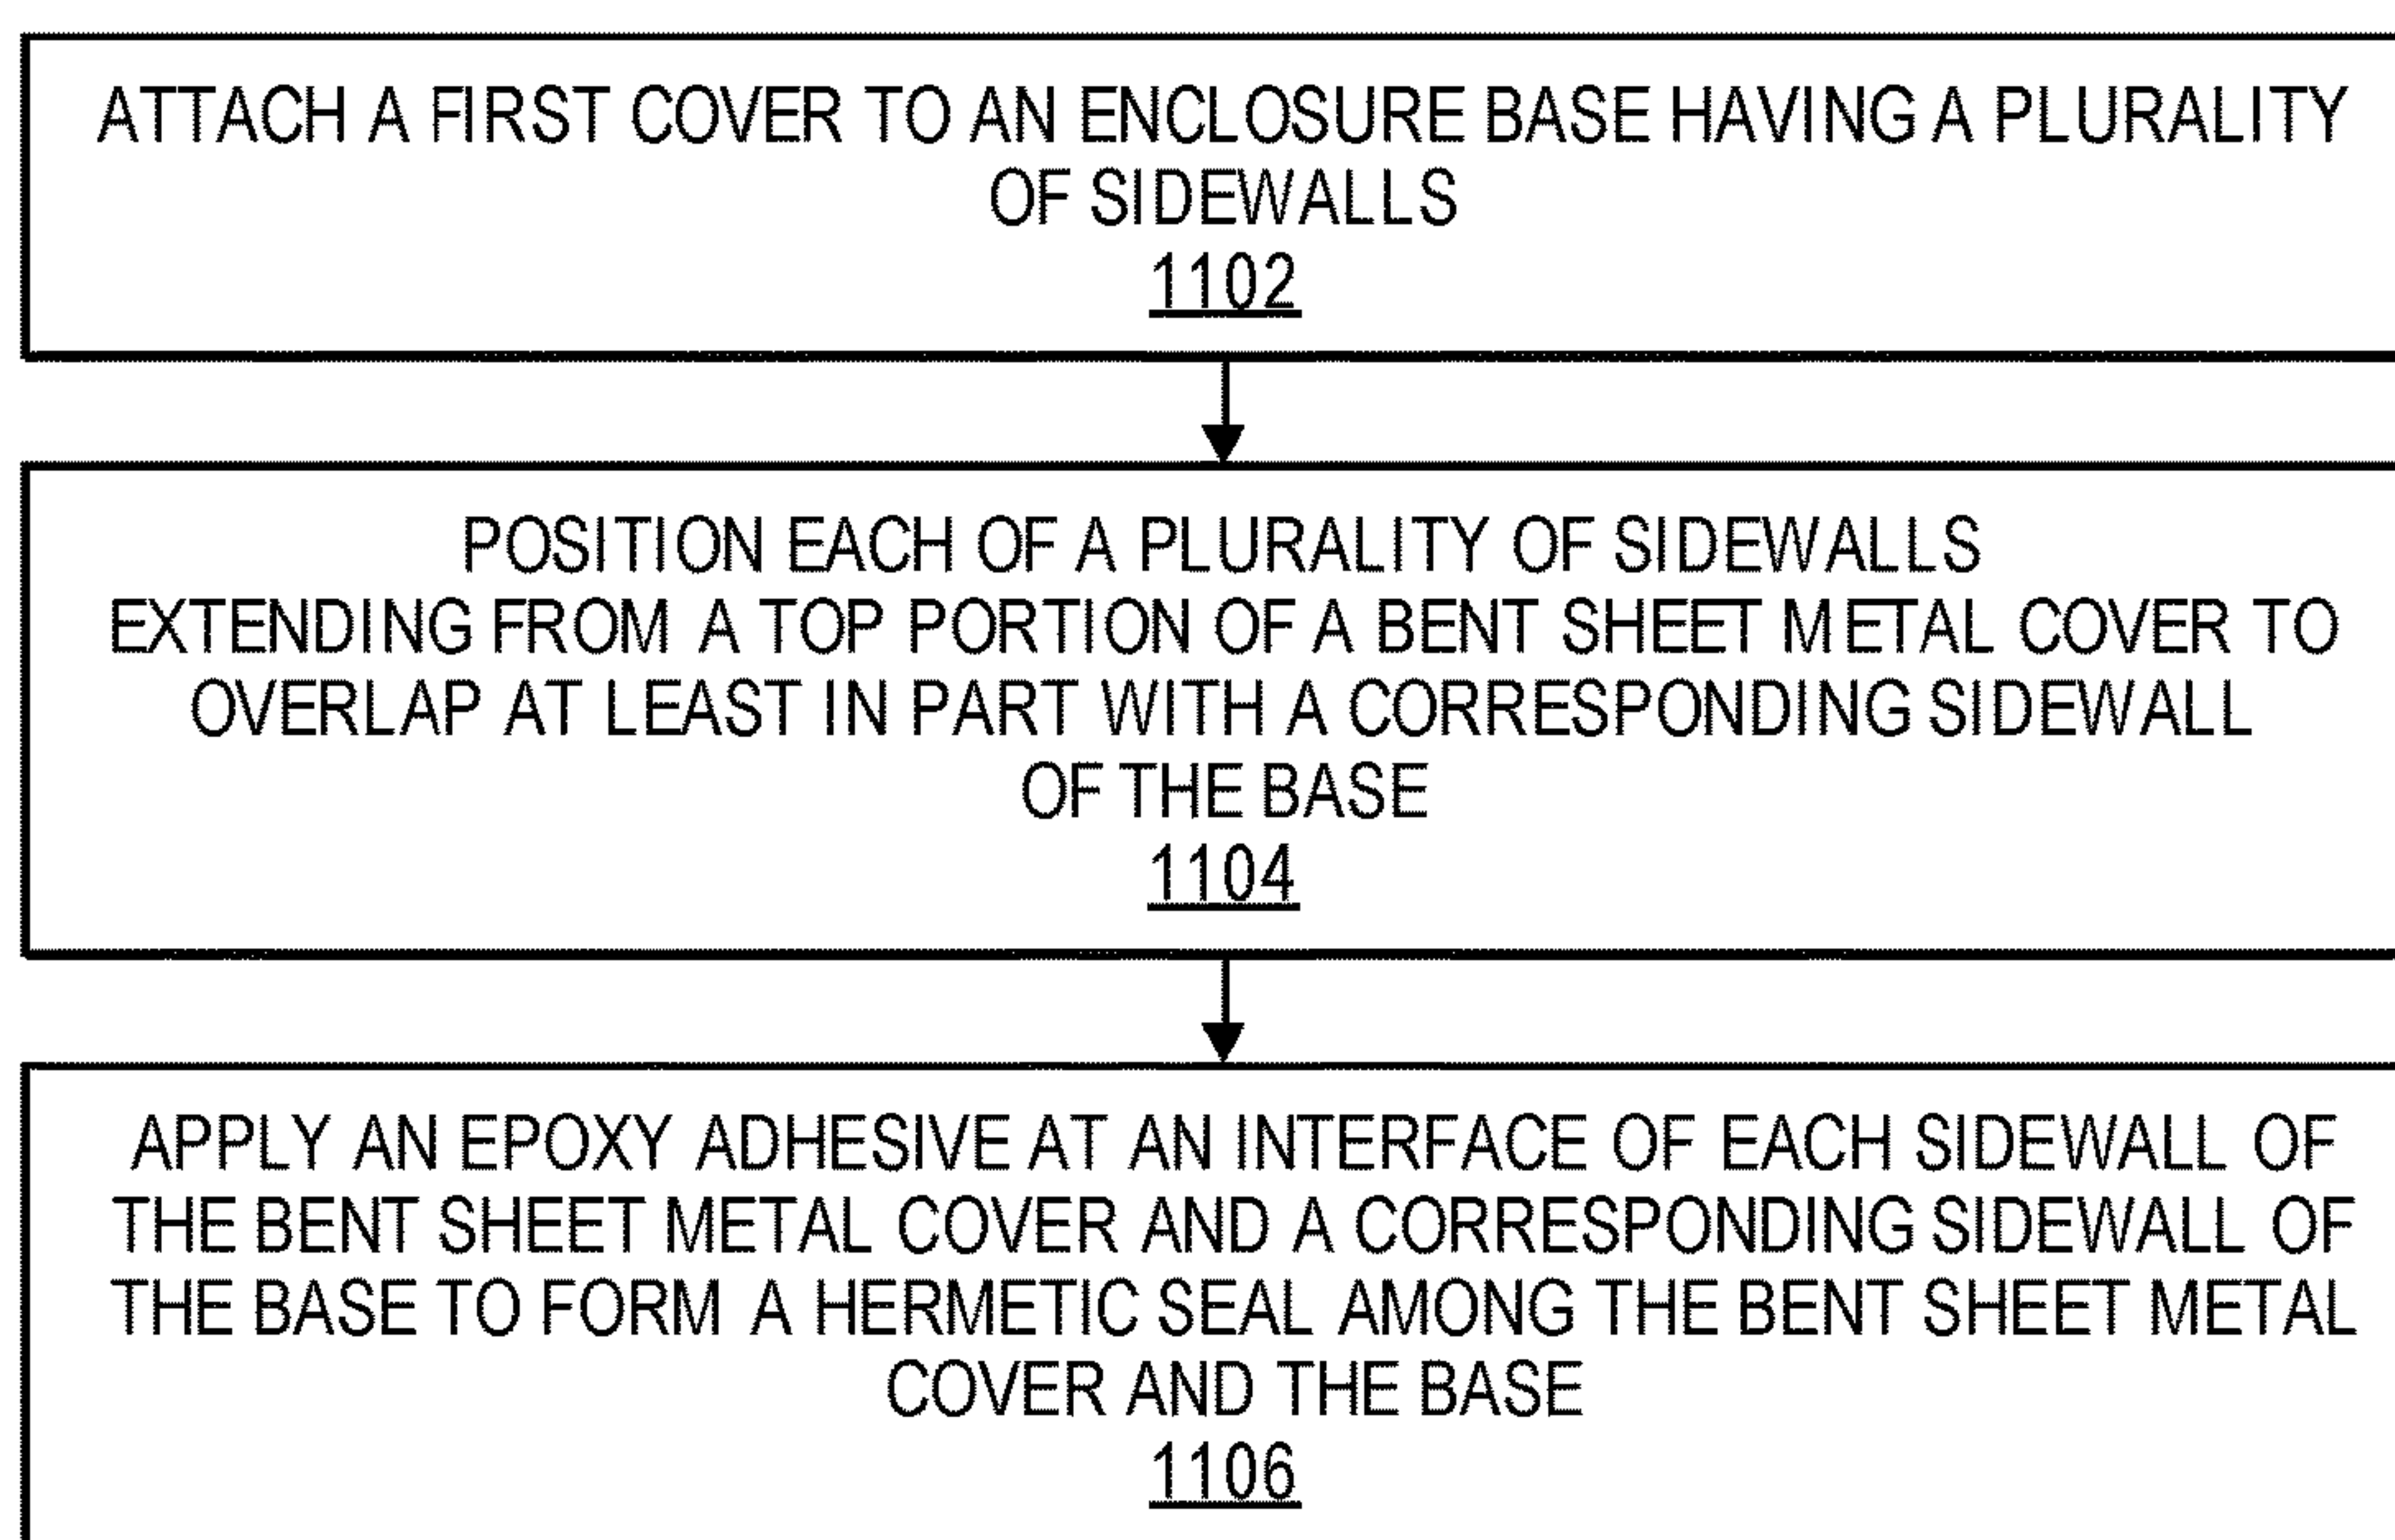 ATTACH A FIRST COVER TO AN ENCLOSURE BASE HAVING A PLURALITY
OF SIDEWALLS
1102
POSITION EACH OF A PLURALITY OF SIDEWALLS
EXTENDING FROM A TOP PORTION OF A BENT SHEET METAL COVER TO
OVERLAP AT LEAST IN PART WITH A CORRESPONDING SIDEWALL
OF THE BASE
1104
APPLY AN EPOXY ADHESIVE AT AN INTERFACE OF EACH SIDEWALL OF
THE BENT SHEET METAL COVER AND A CORRESPONDING SIDEWALL OF
THE BASE TO FORM A HERMETIC SEAL AMONG THE BENT SHEET METAL
COVER AND THE BASE
1106